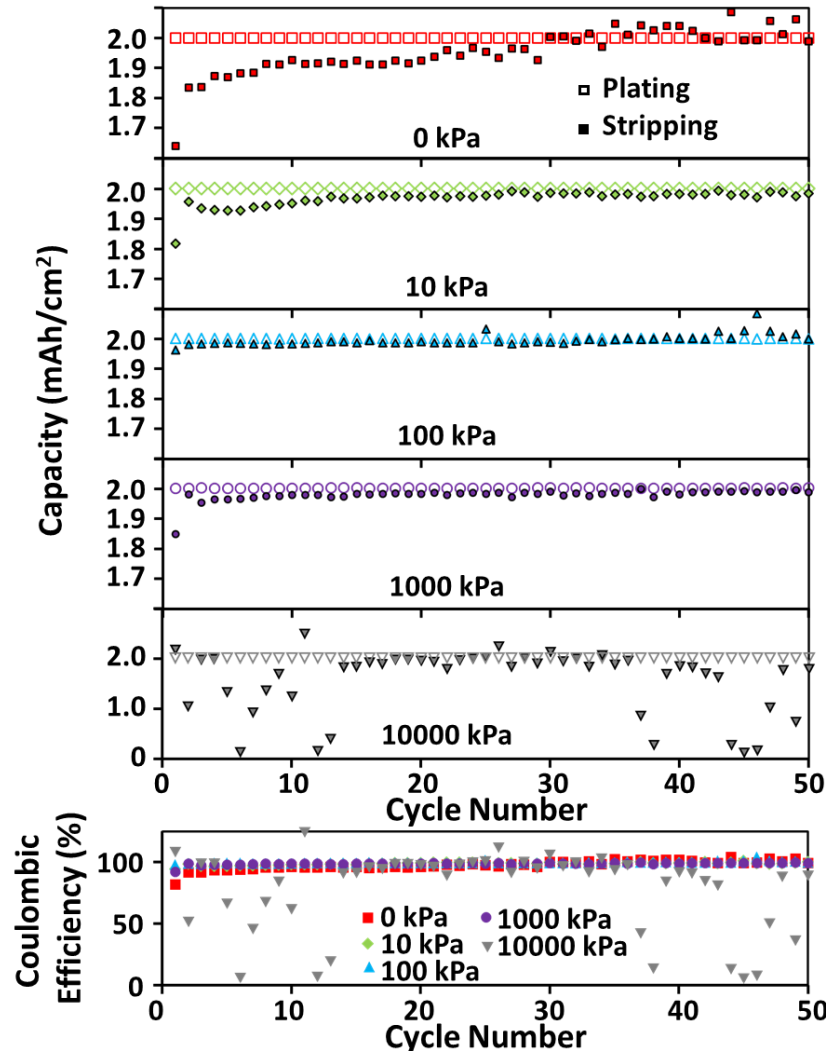 2.0
1.9
1.8
1.7
Plating
Stripping
0 kPa
2.0
1.9
1.8
1.7
10 kPa
2.0
1.9
1.8
1.7
100 kPa
2.0
1.9
1.8
1.7
1000 kPa
2.0
1.0
0
10000 kPa
0 10 20 30 40 50
Cycle Number
Capacity (mAh/cm²)
100
50
0
0 kPa 1000 kPa
10 kPa 10000 kPa
100 kPa
0 10 20 30 40 50
Cycle Number
Coulombic
Efficiency (%)